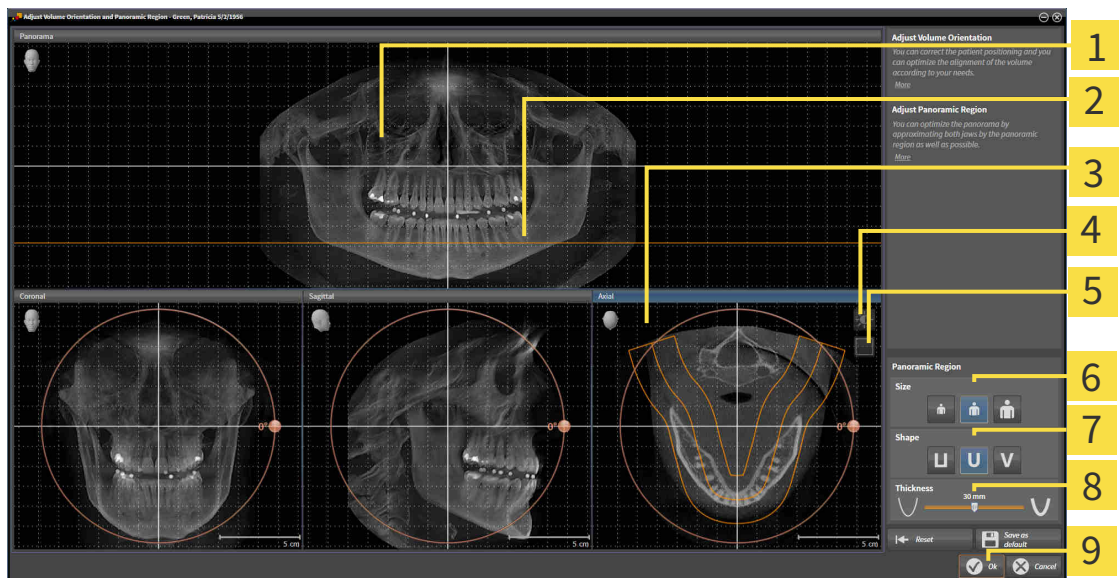 Adjust Volume Orientation and Panoramic Region - Green, Patricia 5/2/1956
Panorama
Adjust Volume Orientation
You can correct the patient positioning and you
can optimize the alignment of the volume
according to your needs.
More
Adjust Panoramic Region
You can optimize the panorama by
approximating both jaws by the panoramic
region as well as possible.
More
1
2
3
4
5
Coronal
Sagittal
Axial
0°
0°
0°
5 cm
5 cm
5 cm
Panoramic Region
Size
6
Shape
7
Thickness
30 mm
8
Reset
Save as
default
Ok
Cancel
9